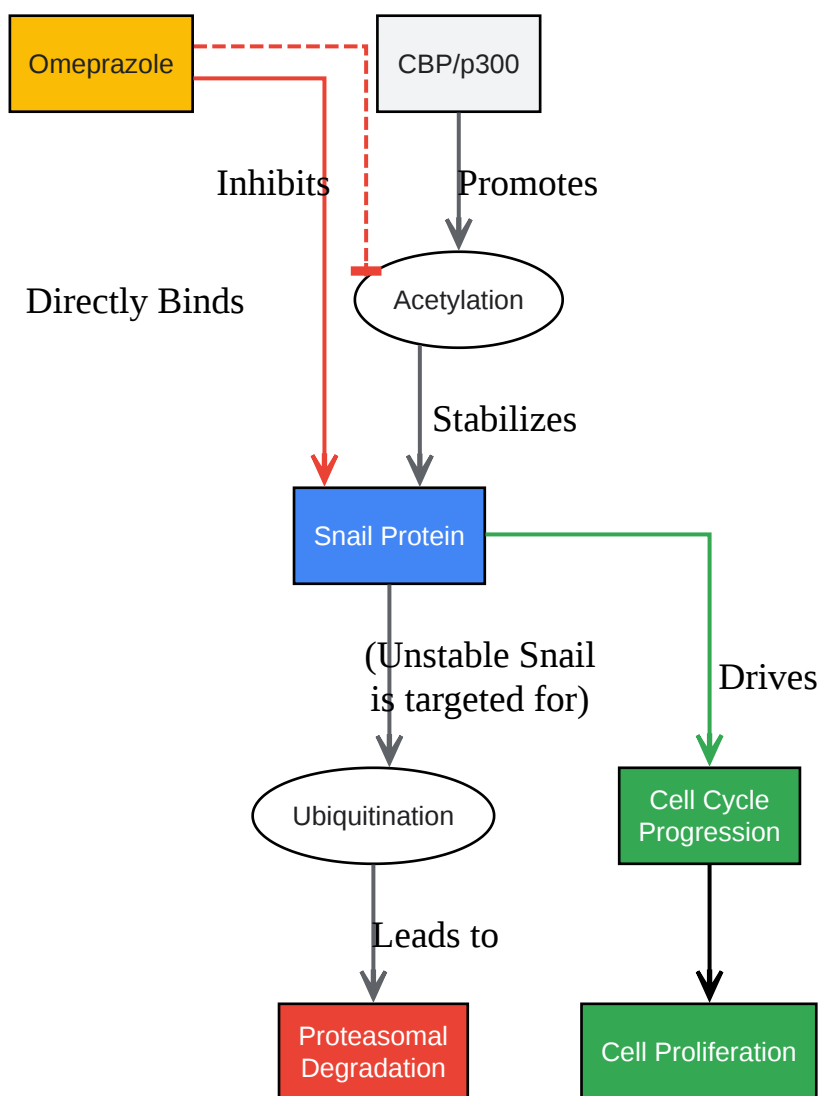 Omeprazole
CBP/p300
Inhibits
Promotes
Directly Binds
Acetylation
Stabilizes
Snail Protein
(Unstable Snail
is targeted for)
Drives
Ubiquitination
Cell Cycle
Progression
Leads to
Proteasomal
Degradation
Cell Proliferation